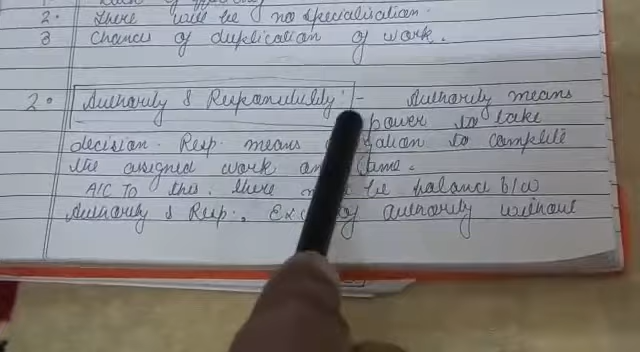 2. There will be no specialisation.
3 Chances of duplication of work.
2. Authority & Responsibility :- Authority means
power to take
decision. Resp. means to complete
the assigned work on time.
A/C To this. there be balance b/w
Authority & Resp. authority without